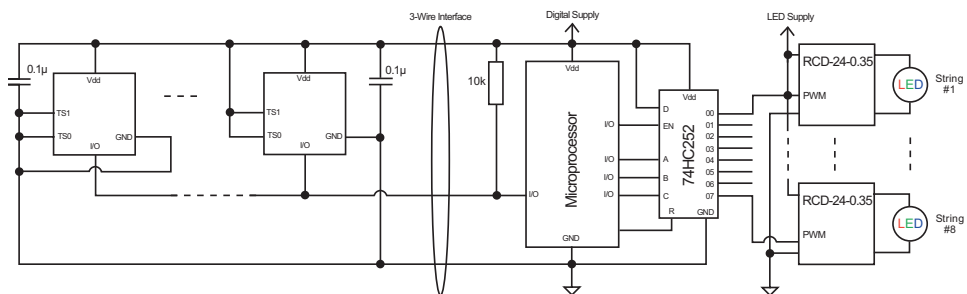 3-Wire Interface
Digital Supply
LED Supply
0.1µ
Vdd
TS1
TS0
GND
I/O
Vdd
TS1
TS0
GND
I/O
0.1µ
10k
Vdd
I/O
Microprocessor
I/O
I/O
I/O
I/O
GND
Vdd
D
EN
A
B
C
R
74HC252
00
01
02
03
04
05
06
07
GND
RCD-24-0.35
PWM
LED
String
#1
RCD-24-0.35
PWM
LED
String
#8